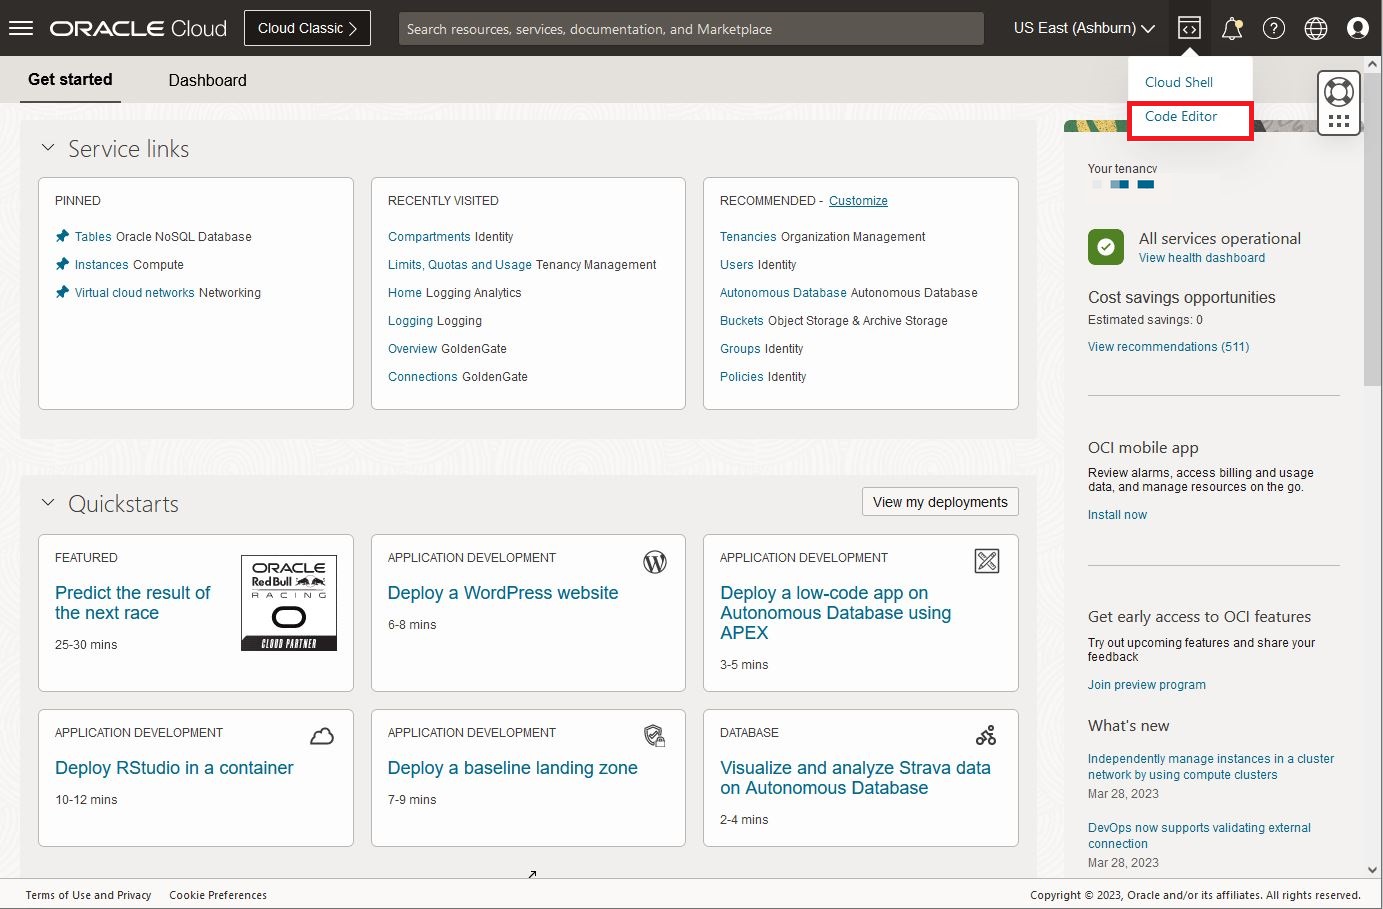 ORACLE Cloud
Cloud Classic
Search resources, services, documentation, and Marketplace
US East (Ashburn)
Get started
Dashboard
Cloud Shell
Code Editor
Service links
PINNED
Tables Oracle NoSQL Database
Instances Compute
Virtual cloud networks Networking
RECENTLY VISITED
Compartments Identity
Limits, Quotas and Usage Tenancy Management
Home Logging Analytics
Logging Logging
Overview GoldenGate
Connections GoldenGate
RECOMMENDED - Customize
Tenancies Organization Management
Users Identity
Autonomous Database Autonomous Database
Buckets Object Storage & Archive Storage
Groups Identity
Policies Identity
Quickstarts
View my deployments
FEATURED
Predict the result of
the next race
25-30 mins
ORACLE
Red Bull
RACING
CLOUD PARTNER
APPLICATION DEVELOPMENT
Deploy a WordPress website
6-8 mins
APPLICATION DEVELOPMENT
Deploy a low-code app on
Autonomous Database using
APEX
3-5 mins
APPLICATION DEVELOPMENT
Deploy RStudio in a container
10-12 mins
APPLICATION DEVELOPMENT
Deploy a baseline landing zone
7-9 mins
DATABASE
Visualize and analyze Strava data
on Autonomous Database
2-4 mins
Your tenancy
All services operational
View health dashboard
Cost savings opportunities
Estimated savings: 0
View recommendations (511)
OCI mobile app
Review alarms, access billing and usage
data, and manage resources on the go.
Install now
Get early access to OCI features
Try out upcoming features and share your
feedback
Join preview program
What's new
Independently manage instances in a cluster
network by using compute clusters
Mar 28, 2023
DevOps now supports validating external
connection
Mar 28, 2023
Terms of Use and Privacy
Cookie Preferences
Copyright © 2023, Oracle and/or its affiliates. All rights reserved.